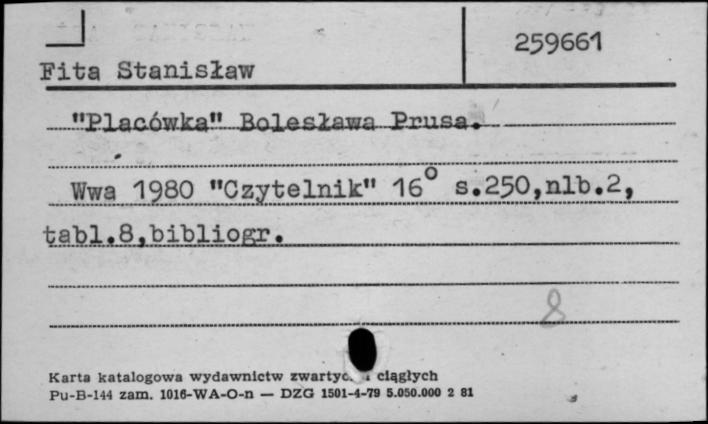 259661
Fita Stanisław
"Placówka" Bolesława Prusa.
Wwa 1980 "Czytelnik" 16° s.250,nlb.2,
tabl.8,bibliogr.
8
Karta katalogowa wydawnictw i ciągłych
Pu-B-144 zam. 1016-WA-O-n — DZG 1501-4-79 5.050.000 2 81